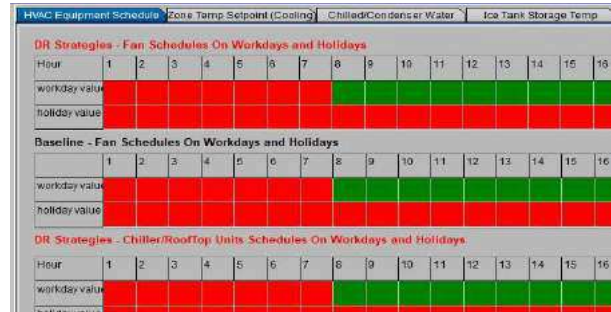 HVAC Equipment Schedule Zone Temp Setpoint (Cooling) Chilled/Condenser Water Ice Tank Storage Temp
DR Strategies - Fan Schedules On Workdays and Holidays
Hour 1 2 3 4 5 6 7 8 9 10 11 12 13 14 15 16
workday value
holiday value
Baseline - Fan Schedules On Workdays and Holidays
1 2 3 4 5 6 7 8 9 10 11 12 13 14 15 16
workday value
holiday value
DR Strategies - Chiller/RoofTop Units Schedules On Workdays and Holidays
Hour 1 2 3 4 5 6 7 8 9 10 11 12 13 14 15 16
workday value